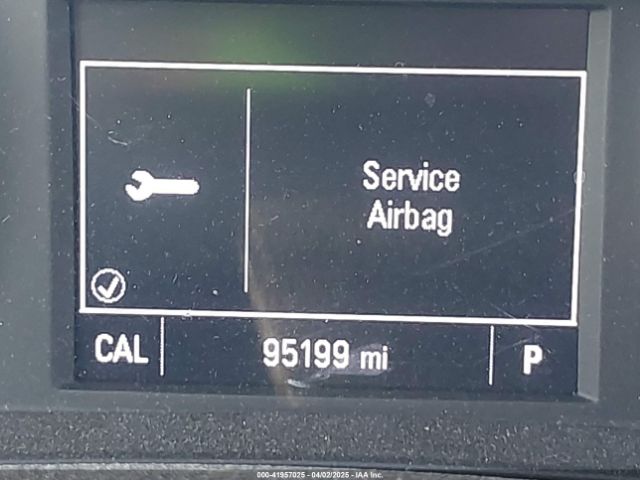 Service
Airbag
CAL 95199 mi P
000-41957025 - 04/02/2025 - IAA Inc.